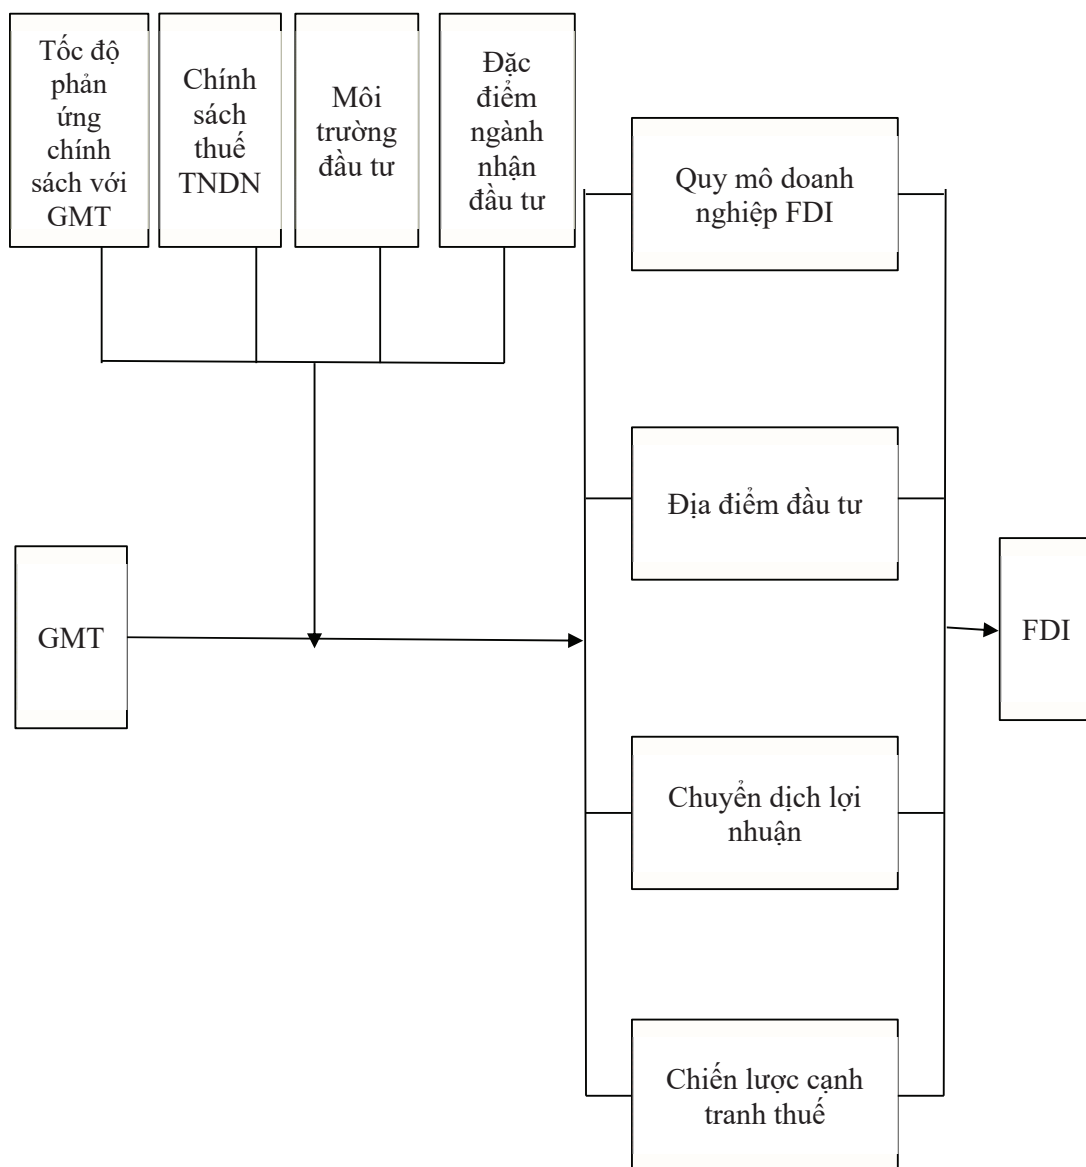 Tốc độ
phản
ứng
chính
sách với
GMT
Chính
sách
thuế
TNDN
Môi
trường
đầu tư
Đặc
điểm
ngành
nhận
đầu tư
Quy mô doanh
nghiệp FDI
Địa điểm đầu tư
GMT
FDI
Chuyển dịch lợi
nhuận
Chiến lược cạnh
tranh thuế